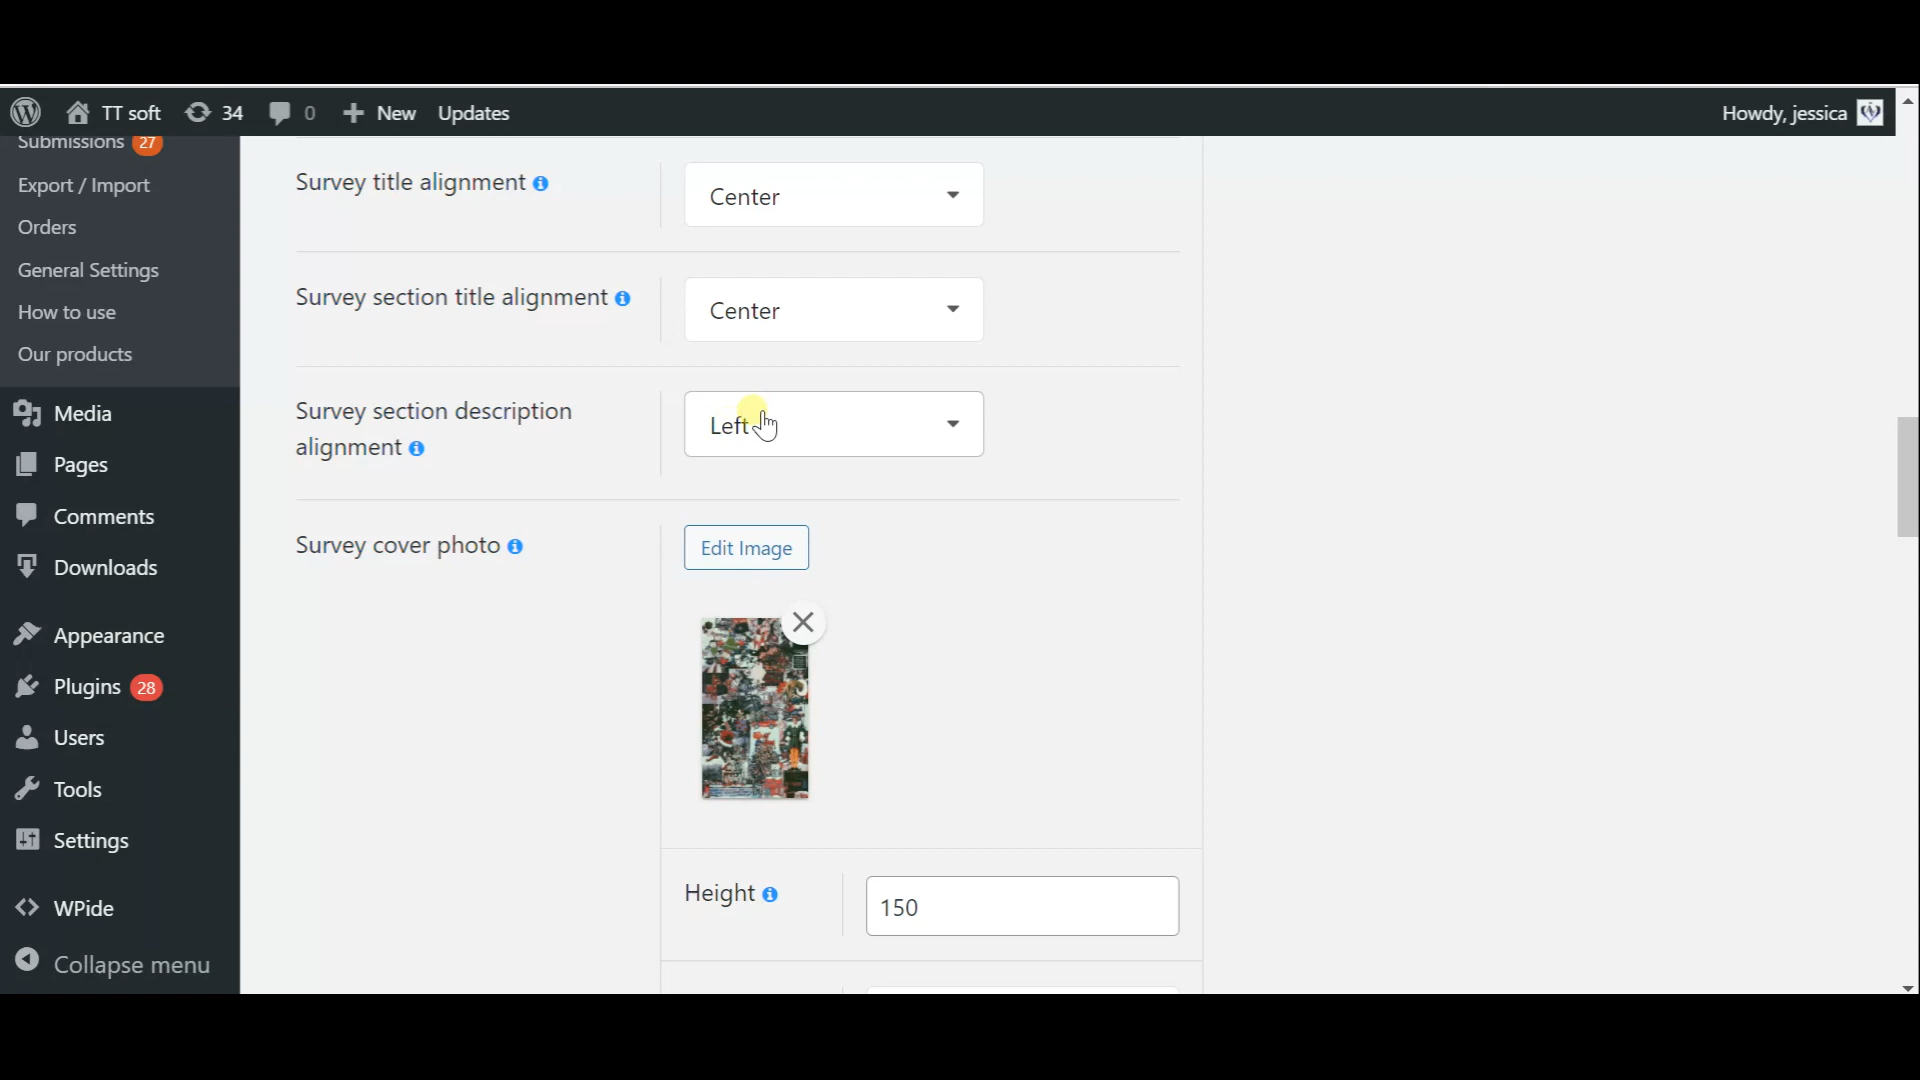 TT soft 34 0 New Updates Howdy, jessica
Submissions 27
Export / Import
Orders
General Settings
How to use
Our products
Media
Pages
Comments
Downloads
Appearance
Plugins 28
Users
Tools
Settings
WPide
Collapse menu
Survey title alignment
Center
Survey section title alignment
Center
Survey section description
alignment
Left
Survey cover photo
Edit Image
Height
150